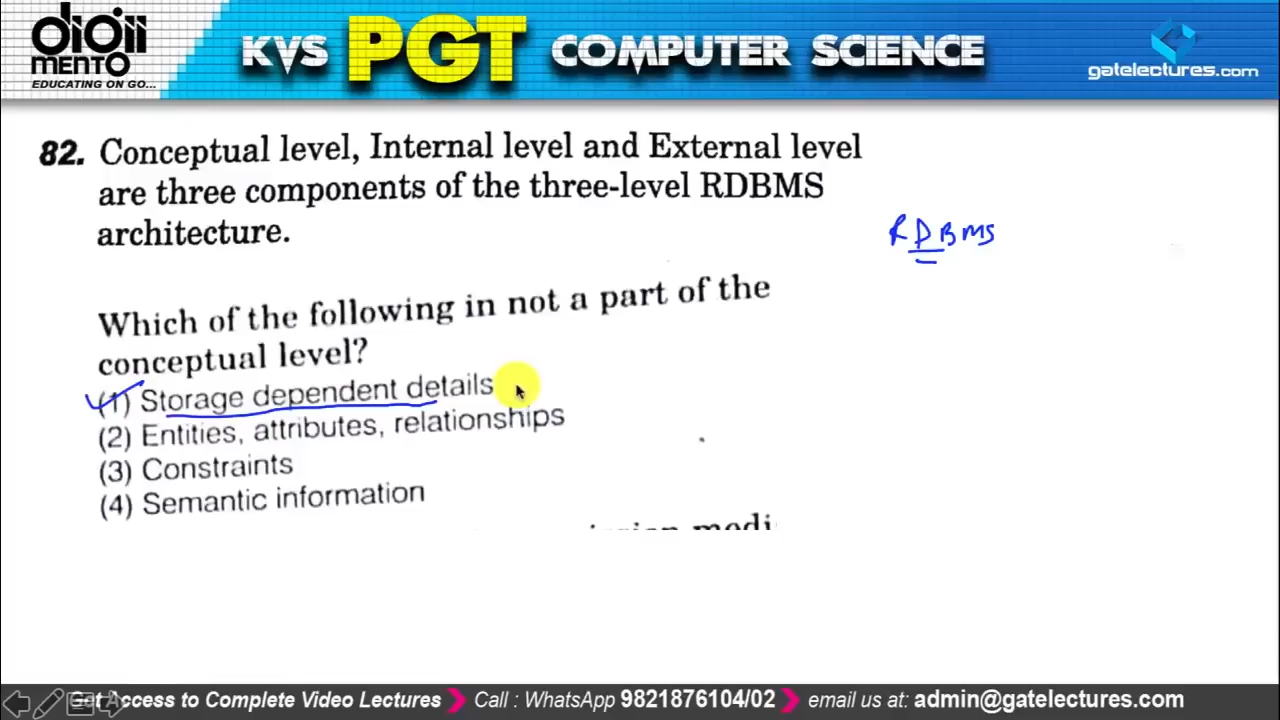 digii
MENTO
EDUCATING ON GO...
KVS PGT COMPUTER SCIENCE
gatelectures.com
82. Conceptual level, Internal level and External level
are three components of the three-level RDBMS
architecture.
RDBMS
Which of the following in not a part of the
conceptual level?
(1) Storage dependent details
(2) Entities, attributes, relationships
(3) Constraints
(4) Semantic information
Get Access to Complete Video Lectures Call : WhatsApp 9821876104/02 email us at: admin@gatelectures.com